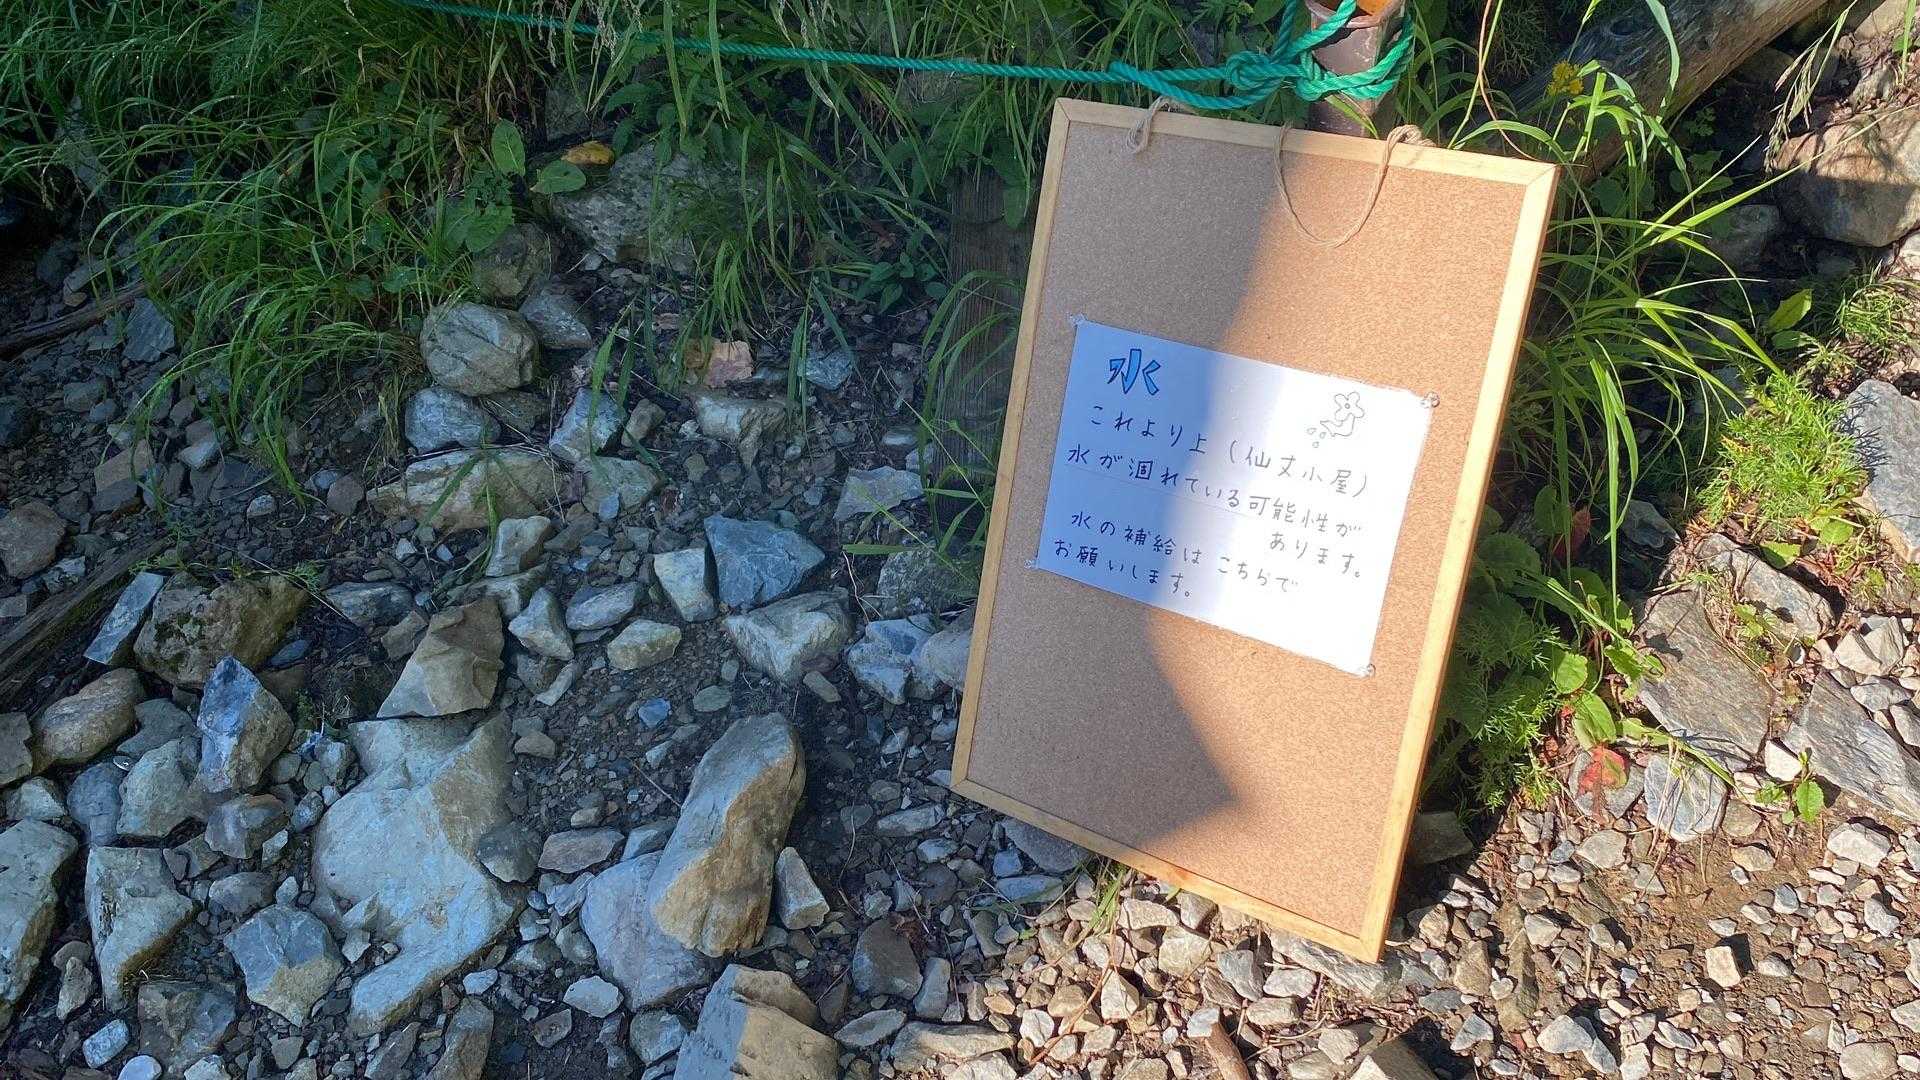 水
これより上（仙丈小屋）
水が涸れている可能性が
あります。
水の補給はこちらで
お願いします。